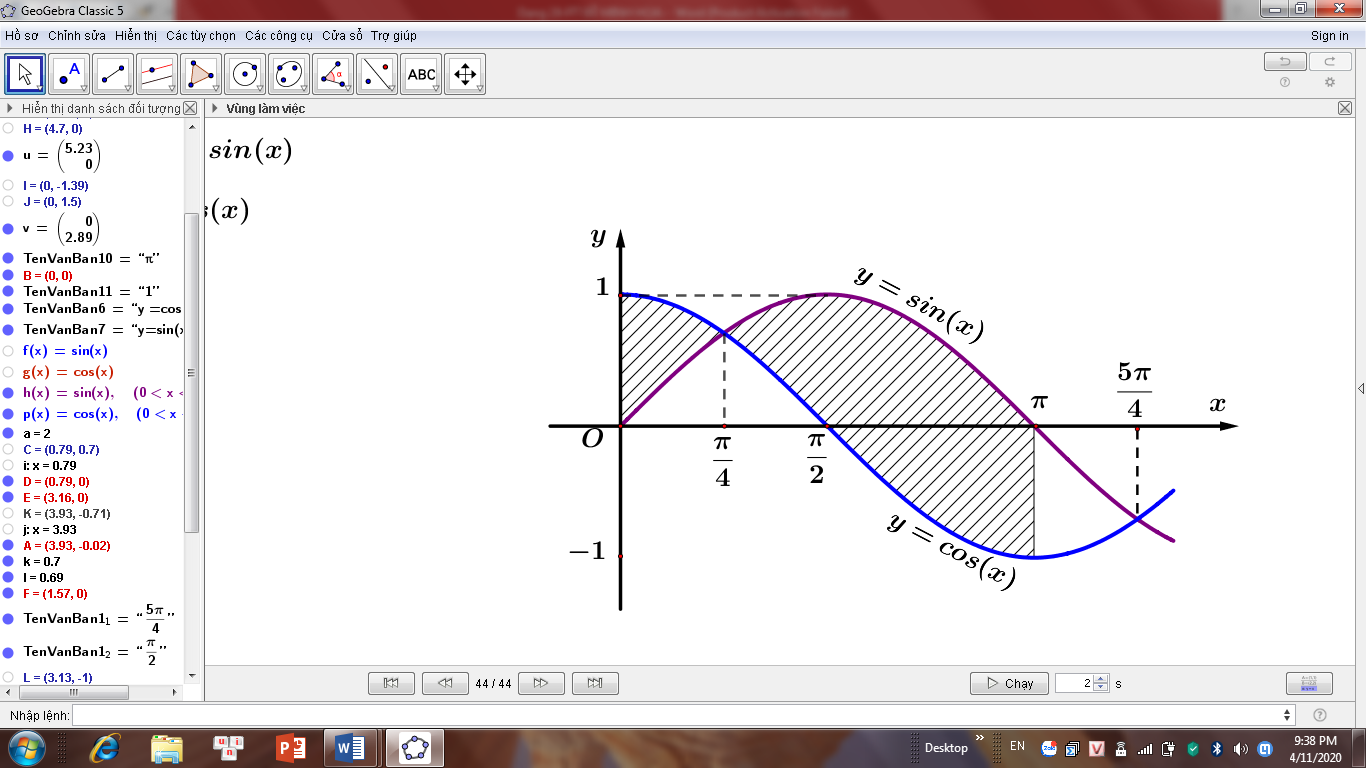 GeoGebra Classic 5
Hồ sơ Chỉnh sửa Hiển thị Các tùy chọn Các công cụ Cửa sổ Trợ giúp Sign in
A ABC α
Hiển thị danh sách đối tượng
Vùng làm việc
H = (4.7, 0)
u = (5.23
0)
I = (0, -1.39)
J = (0, 1.5)
v = (0
2.89)
TenVanBan10 = “π”
B = (0, 0)
TenVanBan11 = “1”
TenVanBan6 = “y =cos
TenVanBan7 = “y=sin(x
f(x) = sin(x)
g(x) = cos(x)
h(x) = sin(x), (0 < x <
p(x) = cos(x), (0 < x
a = 2
C = (0.79, 0.7)
i: x = 0.79
D = (0.79, 0)
E = (3.16, 0)
K = (3.93, -0.71)
j: x = 3.93
A = (3.93, -0.02)
k = 0.7
l = 0.69
F = (1.57, 0)
TenVanBan1₁ = “5π/4”
TenVanBan1₂ = “π/2”
L = (3.13, -1)
sin(x)
s(x)
y
1
y = sin(x)
5π/4
π
x
O
π/4
π/2
−1
y = cos(x)
44 / 44
Chạy
2 s
Nhập lệnh:
Desktop
EN
9:38 PM
4/11/2020